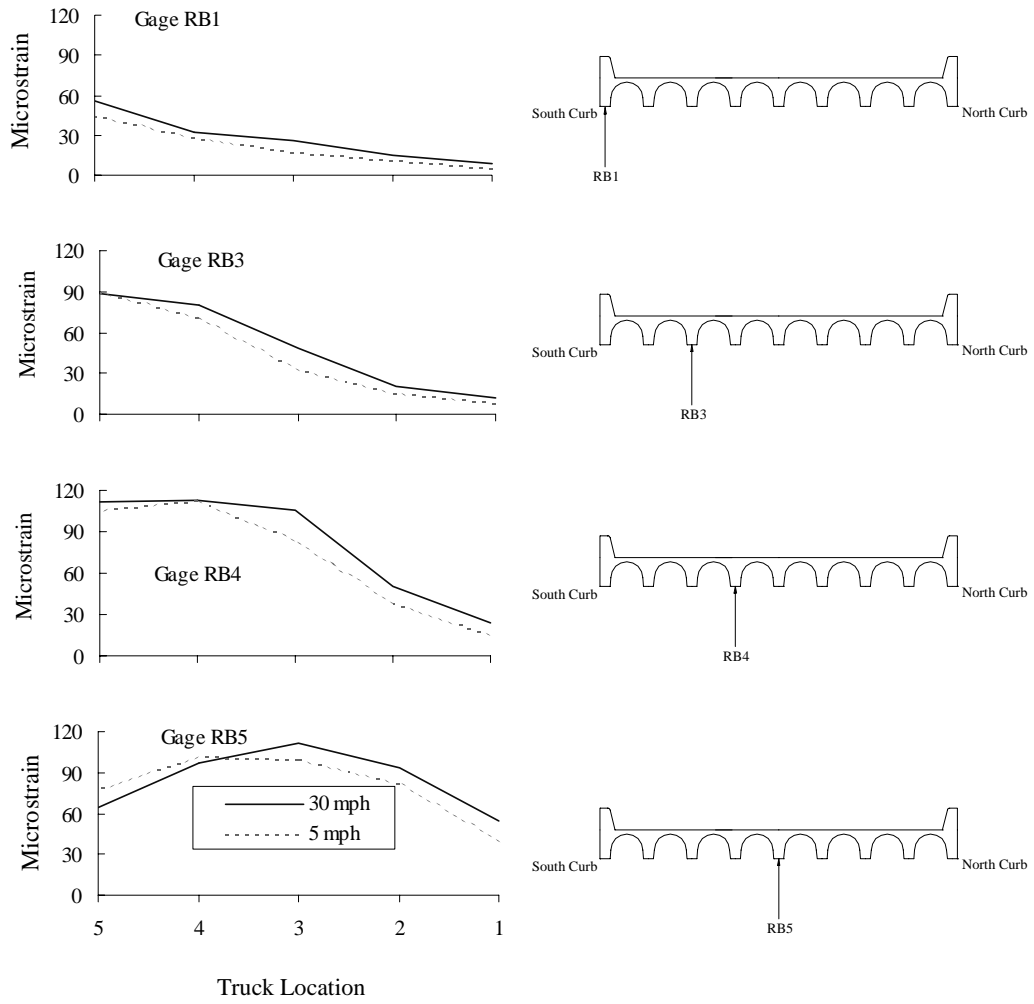 Gage RB1
Microstrain
120
90
60
30
0
South Curb
North Curb
RB1
Gage RB3
Microstrain
120
90
60
30
0
South Curb
North Curb
RB3
Gage RB4
Microstrain
120
90
60
30
0
South Curb
North Curb
RB4
Gage RB5
Microstrain
120
90
60
30
0
30 mph
5 mph
5 4 3 2 1
Truck Location
South Curb
North Curb
RB5